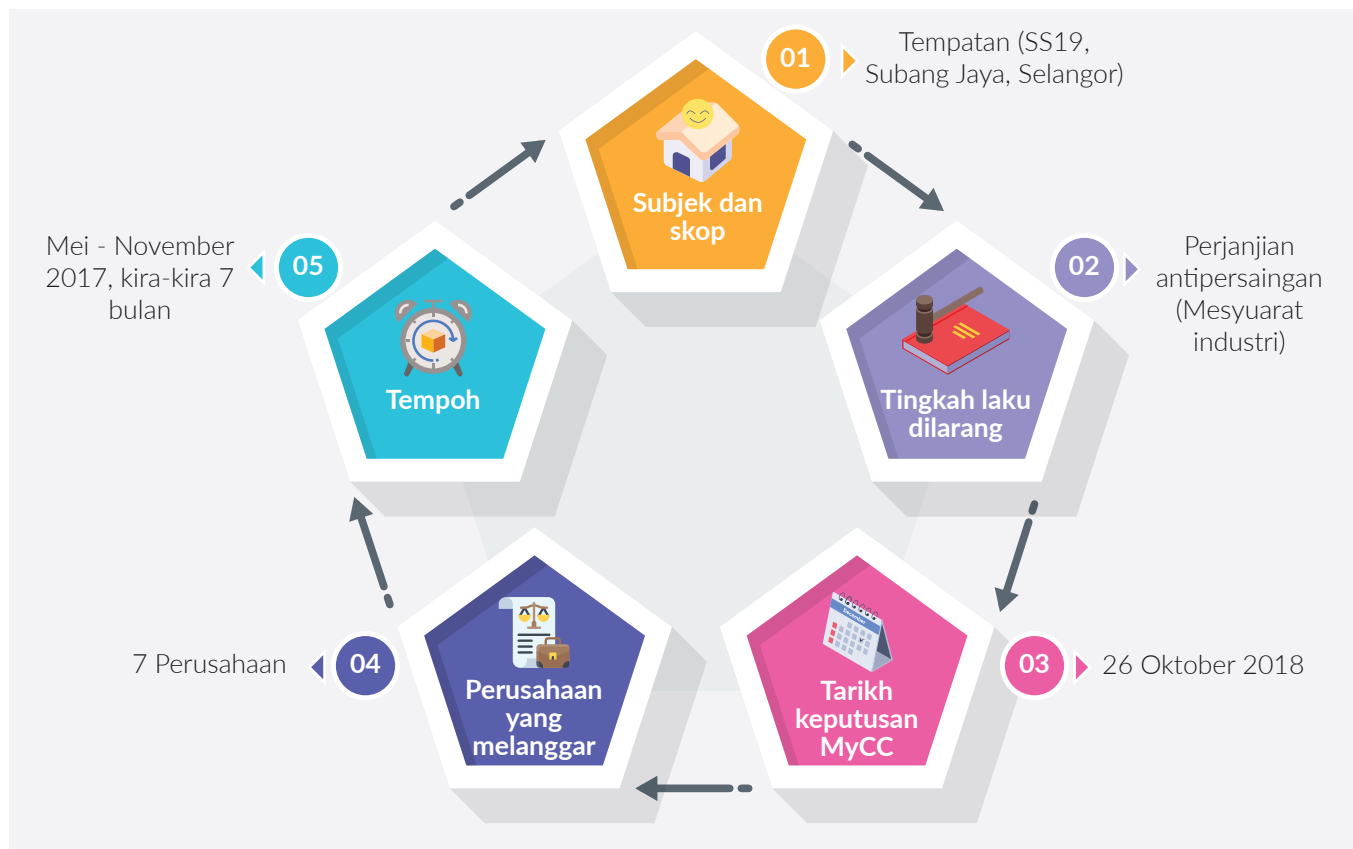 01
Tempatan (SS19,
Subang Jaya, Selangor)
Subjek dan
skop
02
Perjanjian
antipersaingan
(Mesyuarat
industri)
Tingkah laku
dilarang
03
26 Oktober 2018
December
Tarikh
keputusan
MyCC
04
7 Perusahaan
Perusahaan
yang
melanggar
05
Mei - November
2017, kira-kira 7
bulan
Tempoh